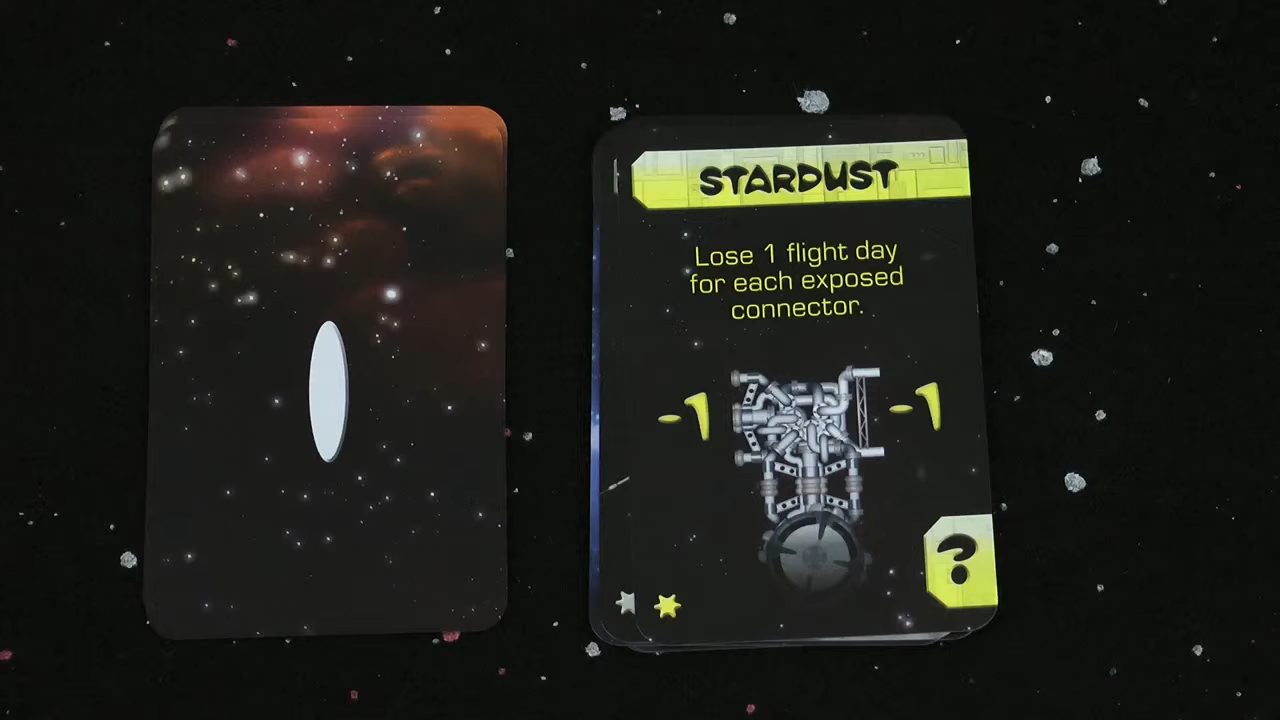 STARDUST
Lose 1 flight day
for each exposed
connector.
-1 -1
?